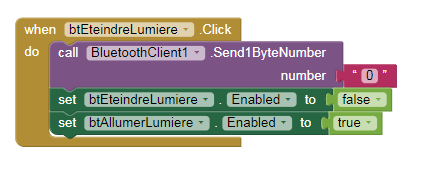 when btEteindreLumiere .Click
do call BluetoothClient1 .Send1ByteNumber
number " 0 "
set btEteindreLumiere . Enabled to false
set btAllumerLumiere . Enabled to true